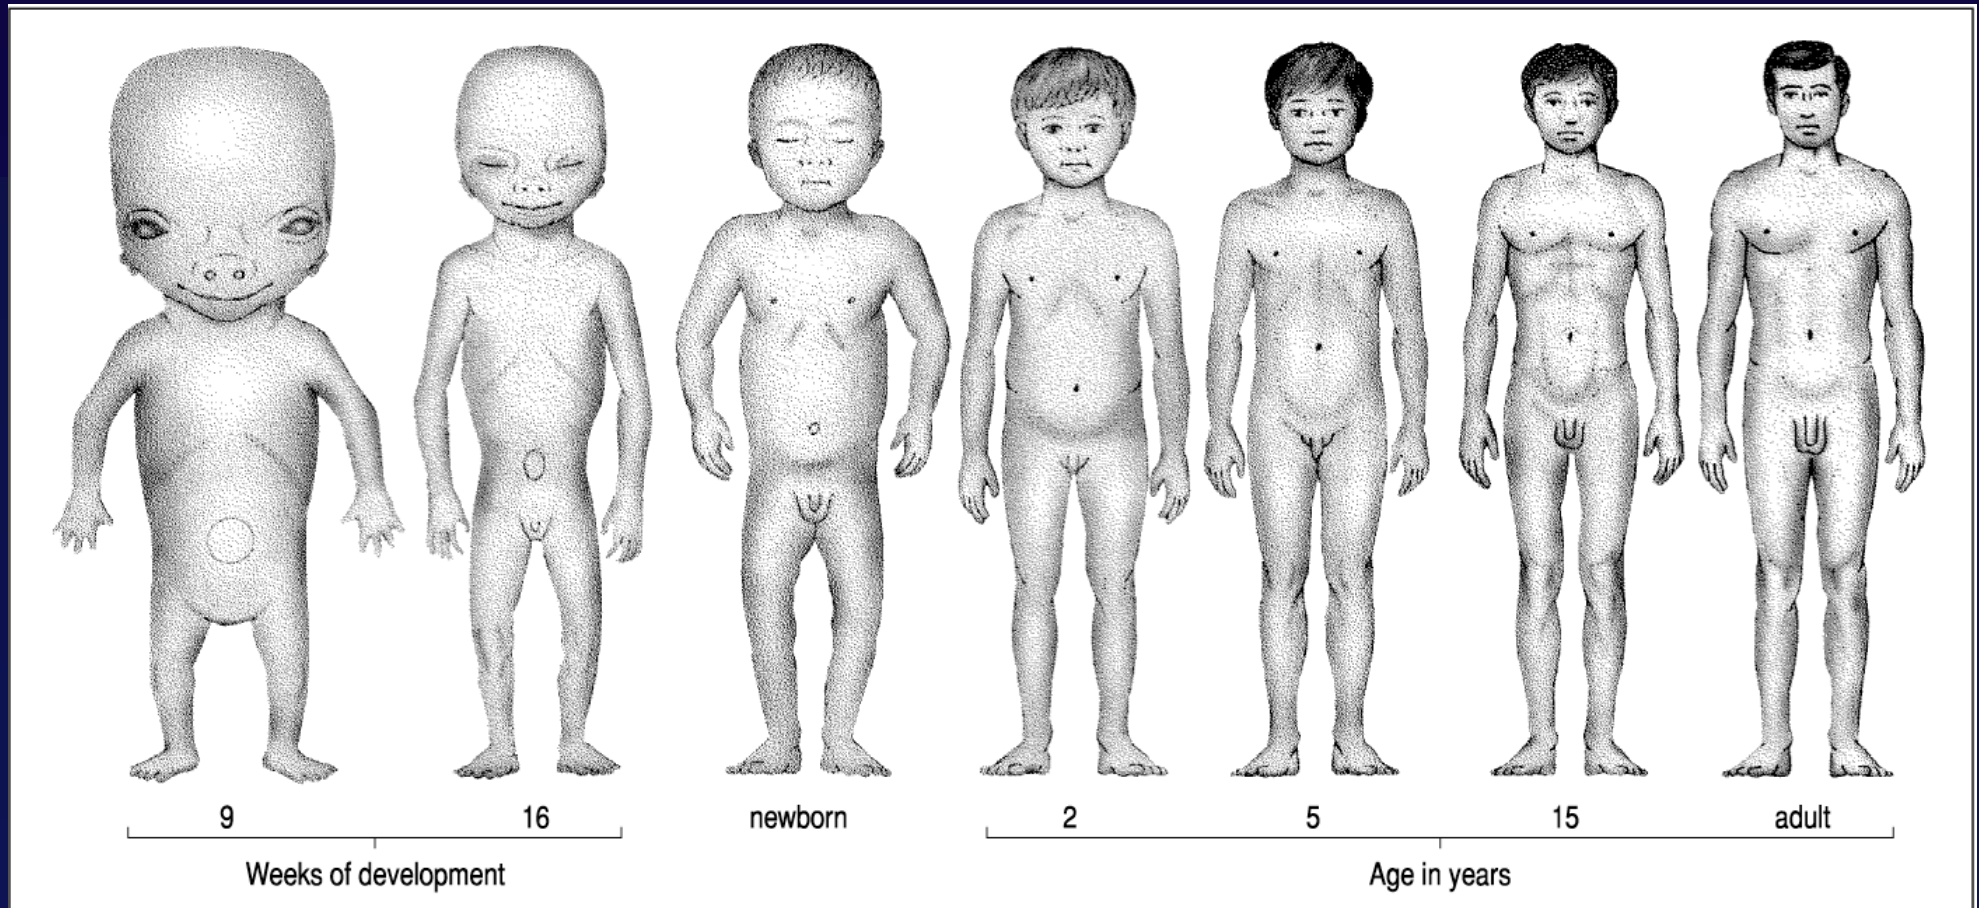 9 16 newborn 2 5 15 adult
Weeks of development Age in years